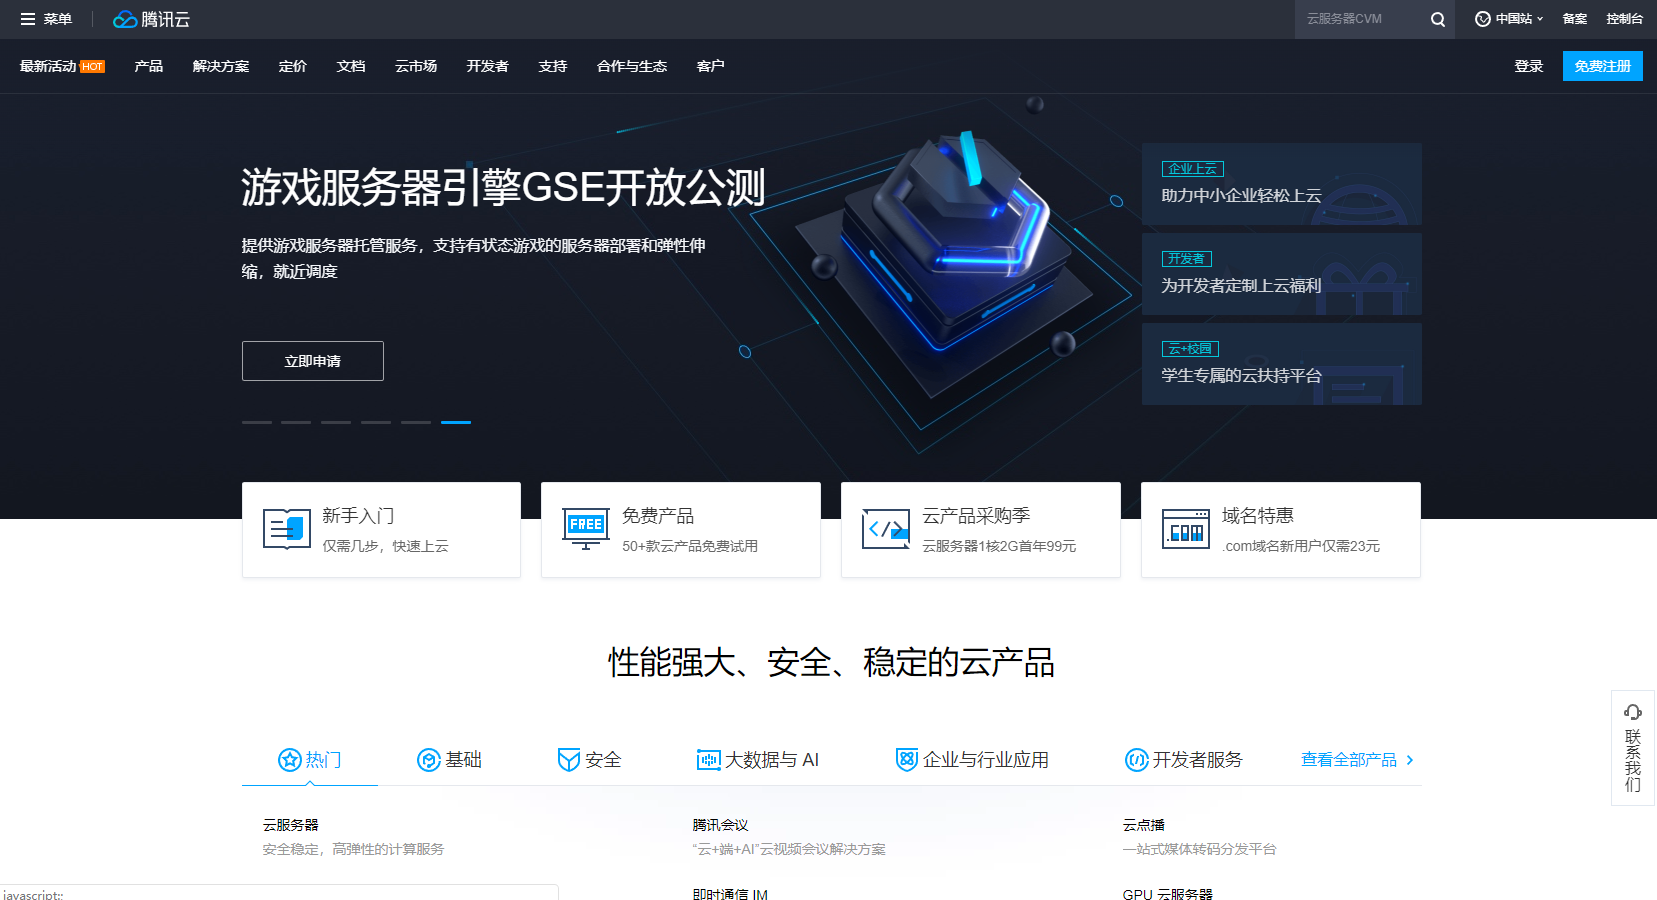 菜单
腾讯云
云服务器CVM
中国站
备案
控制台
最新活动 HOT
产品
解决方案
定价
文档
云市场
开发者
支持
合作与生态
客户
登录
免费注册
游戏服务器引擎GSE开放公测
提供游戏服务器托管服务，支持有状态游戏的服务器部署和弹性伸
缩，就近调度
立即申请
企业上云
助力中小企业轻松上云
开发者
为开发者定制上云福利
云+校园
学生专属的云扶持平台
新手入门
仅需几步，快速上云
FREE
免费产品
50+款云产品免费试用
云产品采购季
云服务器1核2G首年99元
COM
域名特惠
.com域名新用户仅需23元
性能强大、安全、稳定的云产品
热门
基础
安全
大数据与 AI
企业与行业应用
开发者服务
查看全部产品
联系我们
云服务器
安全稳定，高弹性的计算服务
腾讯会议
“云+端+AI”云视频会议解决方案
云点播
一站式媒体转码分发平台
即时通信 IM
GPU 云服务器
javascript:;